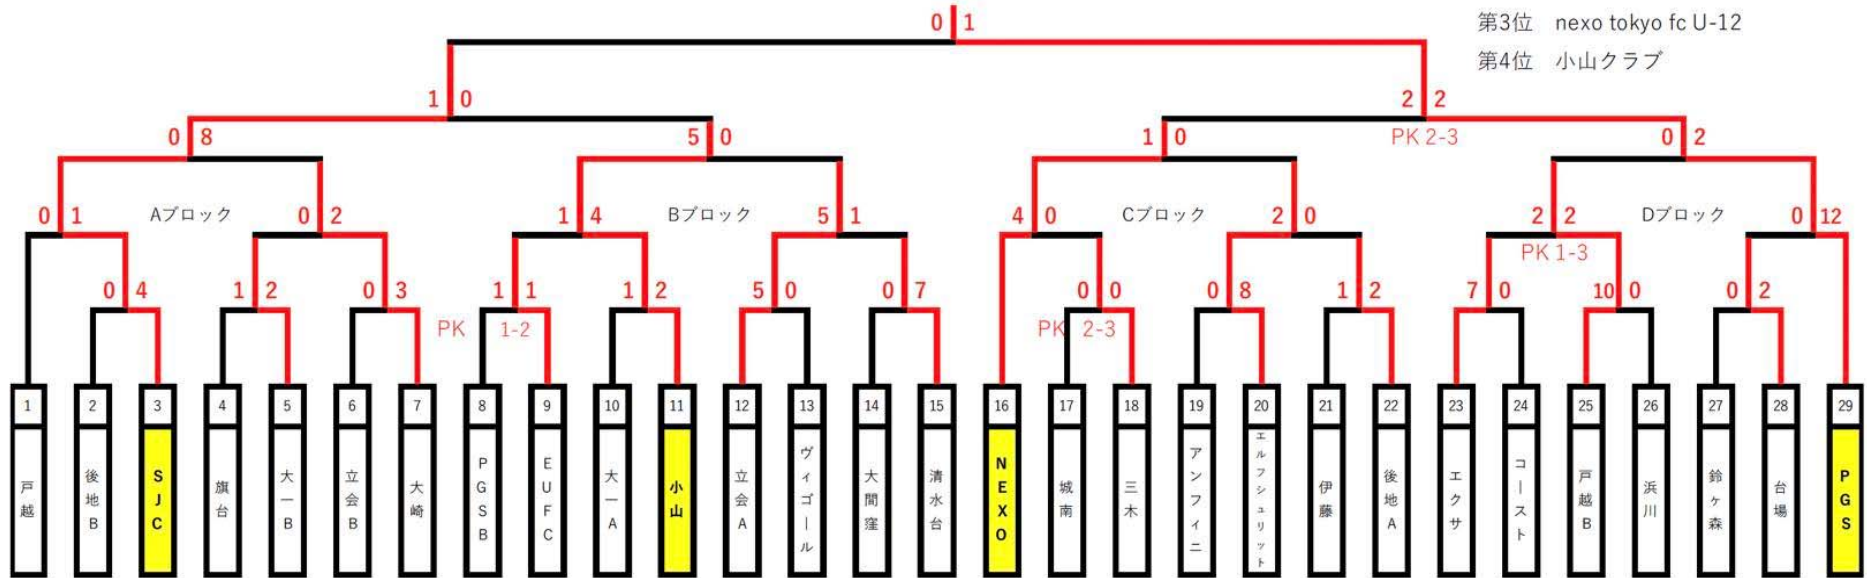 0 1
第3位 nexo tokyo fc U-12
第4位 小山クラブ
1 0
2 2
PK 2-3
0 8
5 0
1 0
0 2
0 1
Aブロック
0 2
1 4
Bブロック
5 1
4 0
Cブロック
2 0
2 2
PK 1-3
Dブロック
0 12
0 4
1 2
0 3
1 1
PK 1-2
1 2
5 0
0 7
0 0
PK 2-3
0 8
1 2
7 0
10 0
0 2
1 2 3 4 5 6 7 8 9 10 11 12 13 14 15 16 17 18 19 20 21 22 23 24 25 26 27 28 29
戸越
後地B
SJC
旗台
大一B
立会B
大崎
PGSB
EUFC
大一A
小山
立会A
ヴィゴール
大間窪
清水台
NEXO
城南
三木
アンフィニ
エルフシュリット
伊藤
後地A
エクサ
コースト
戸越B
浜川
鈴ヶ森
台場
PGS